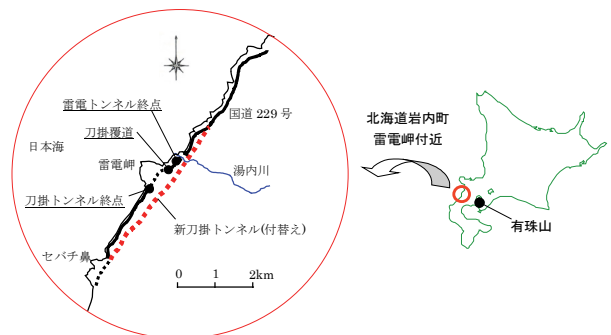 雷電トンネル終点
国道 229 号
刀掛覆道
日本海
雷電岬
湯内川
刀掛トンネル終点
新刀掛トンネル(付替え)
セバチ鼻
0 1 2km
北海道岩内町
雷電岬付近
有珠山